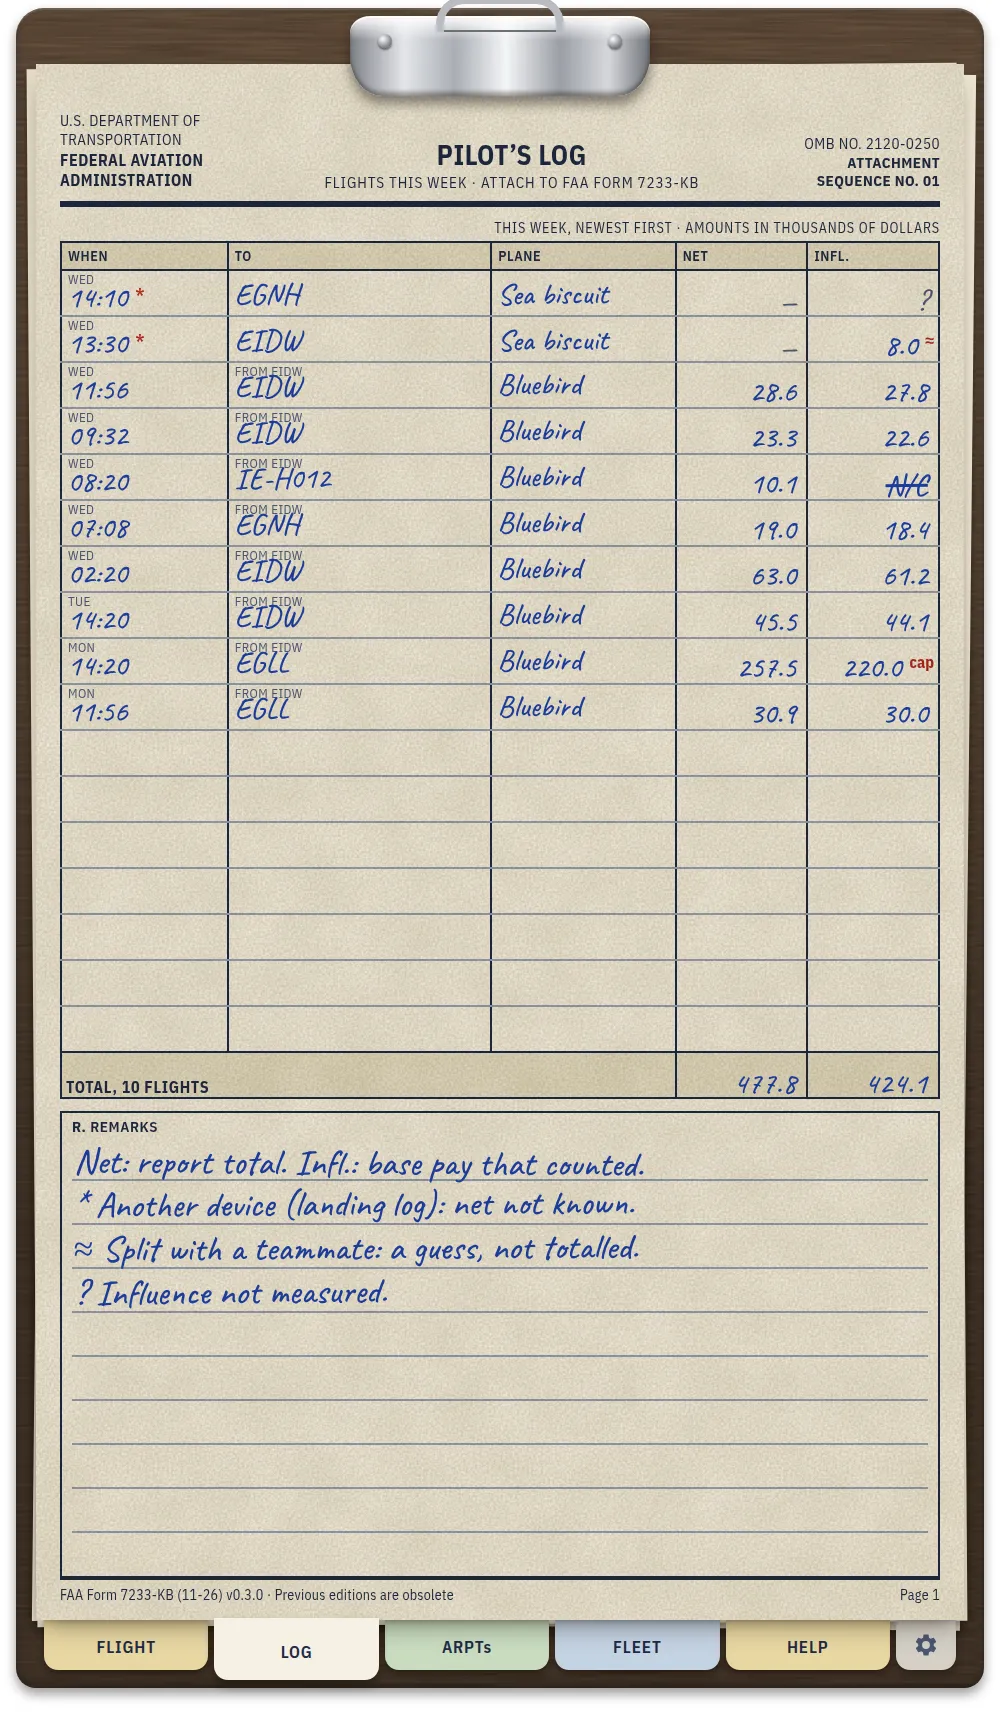 U.S. DEPARTMENT OF
TRANSPORTATION
FEDERAL AVIATION
ADMINISTRATION
PILOT’S LOG
FLIGHTS THIS WEEK · ATTACH TO FAA FORM 7233-KB
OMB NO. 2120-0250
ATTACHMENT
SEQUENCE NO. 01
THIS WEEK, NEWEST FIRST · AMOUNTS IN THOUSANDS OF DOLLARS
WHEN TO PLANE NET INFL.
WED
14:10 * EGNH Sea biscuit – ?
WED
13:30 * EIDW Sea biscuit – 8.0 ≈
WED FROM EIDW
11:56 EIDW Bluebird 28.6 27.8
WED FROM EIDW
09:32 EIDW Bluebird 23.3 22.6
WED FROM EIDW
08:20 IE-H012 Bluebird 10.1 N/C
WED FROM EIDW
07:08 EGNH Bluebird 19.0 18.4
WED FROM EIDW
02:20 EIDW Bluebird 63.0 61.2
TUE FROM EIDW
14:20 EIDW Bluebird 45.5 44.1
MON FROM EIDW
14:20 EGLL Bluebird 257.5 220.0 cap
MON FROM EIDW
11:56 EGLL Bluebird 30.9 30.0
TOTAL, 10 FLIGHTS 477.8 424.1
R. REMARKS
Net: report total. Infl.: base pay that counted.
* Another device (landing log): net not known.
≈ Split with a teammate: a guess, not totalled.
? Influence not measured.
FAA Form 7233-KB (11-26) v0.3.0 · Previous editions are obsolete Page 1
FLIGHT LOG ARPTs FLEET HELP